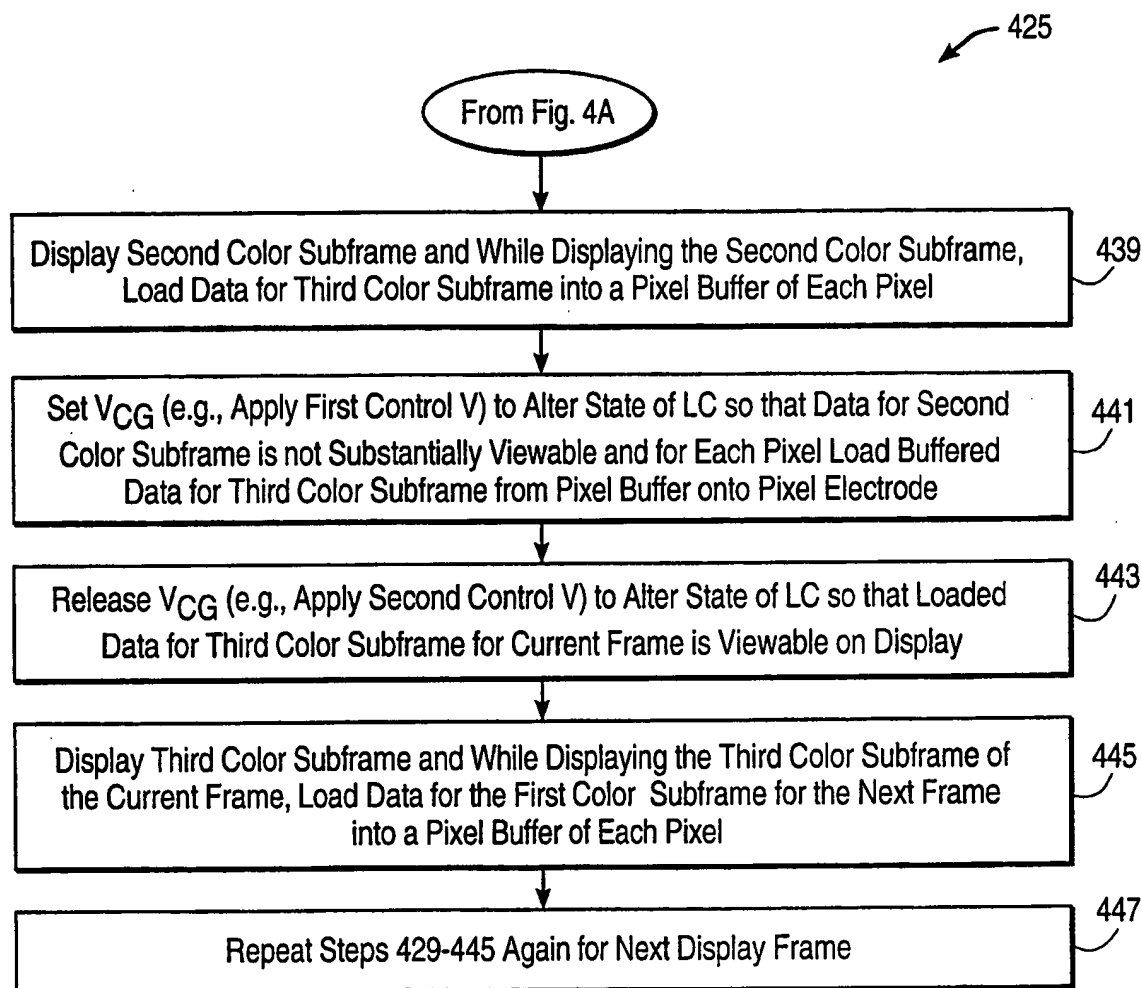 425
From Fig. 4A
Display Second Color Subframe and While Displaying the Second Color Subframe,
Load Data for Third Color Subframe into a Pixel Buffer of Each Pixel
439
Set VCG (e.g., Apply First Control V) to Alter State of LC so that Data for Second
Color Subframe is not Substantially Viewable and for Each Pixel Load Buffered
Data for Third Color Subframe from Pixel Buffer onto Pixel Electrode
441
Release VCG (e.g., Apply Second Control V) to Alter State of LC so that Loaded
Data for Third Color Subframe for Current Frame is Viewable on Display
443
Display Third Color Subframe and While Displaying the Third Color Subframe of
the Current Frame, Load Data for the First Color Subframe for the Next Frame
into a Pixel Buffer of Each Pixel
445
Repeat Steps 429-445 Again for Next Display Frame
447